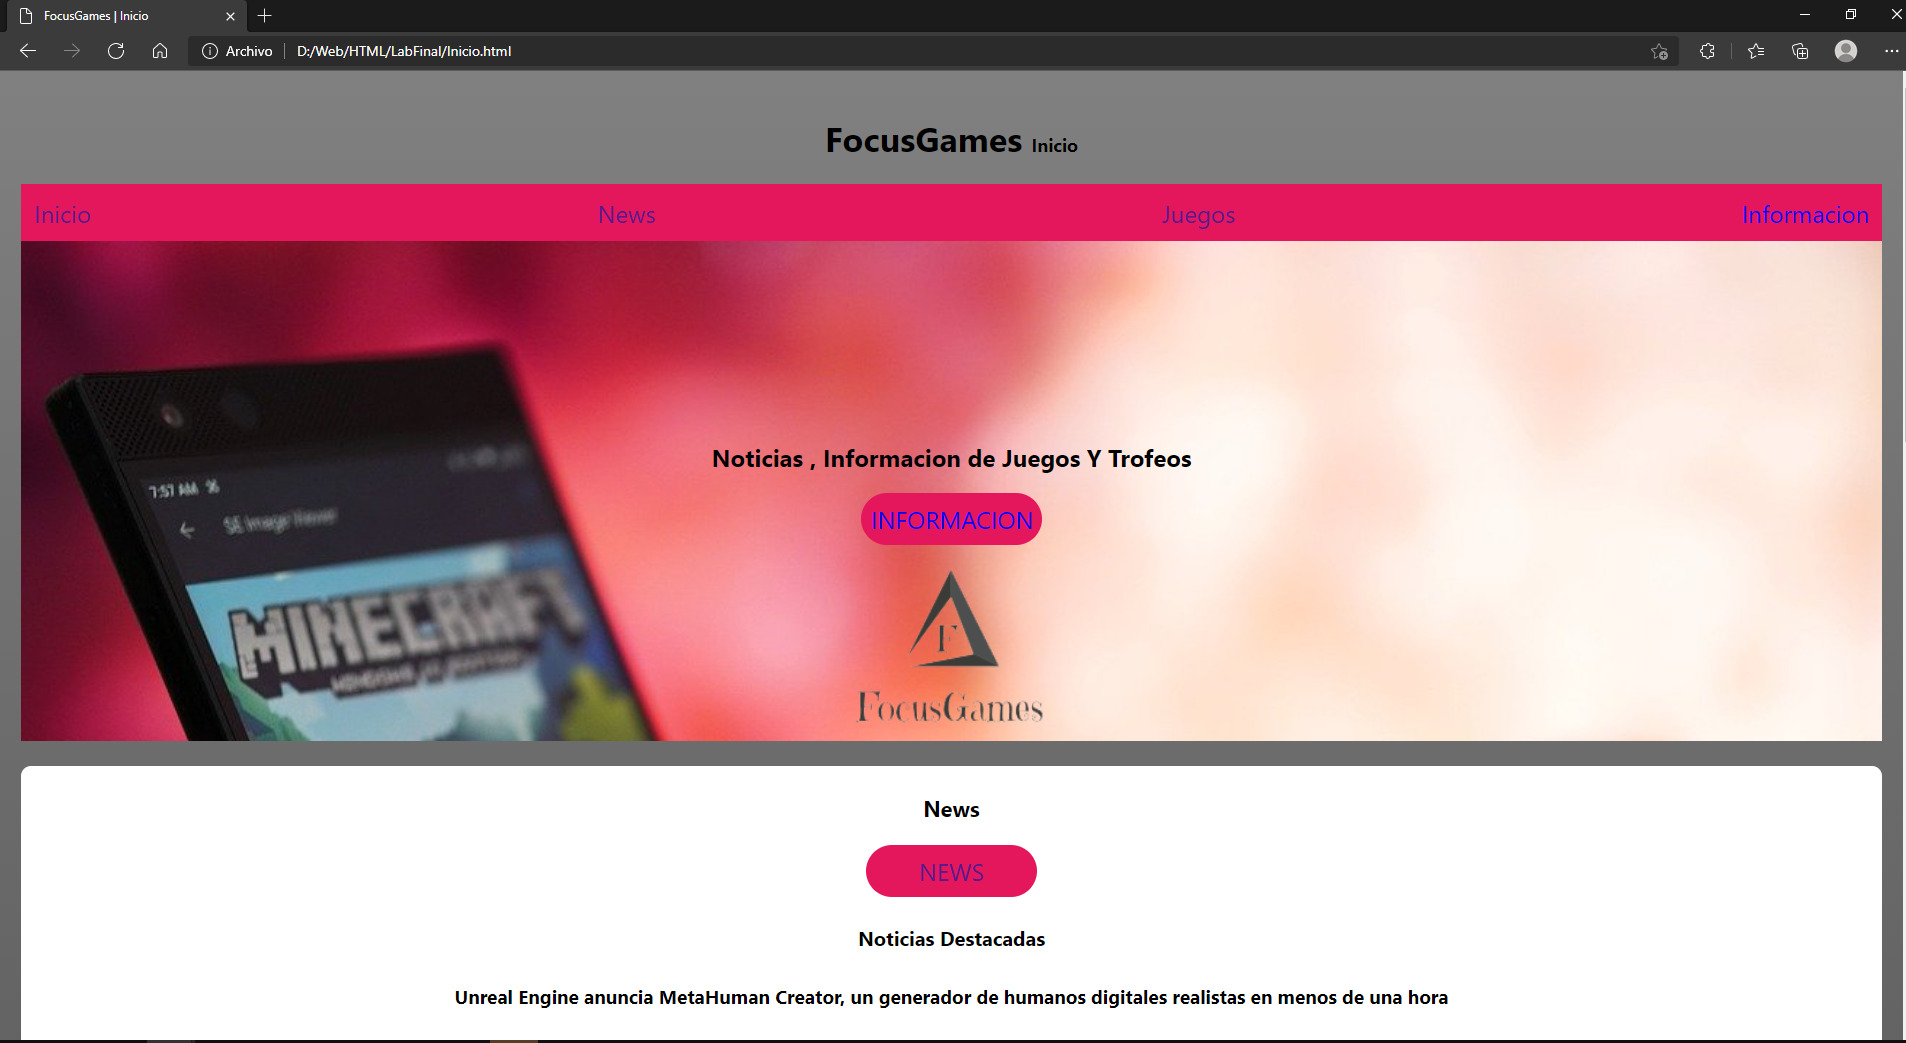 FocusGames | Inicio
Archivo
D:/Web/HTML/LabFinal/Inicio.html
FocusGames Inicio
Inicio News Juegos Informacion
Noticias , Informacion de Juegos Y Trofeos
INFORMACION
7:57 AM
SE Image Viewer
MINECRAFT
F
FocusGames
News
NEWS
Noticias Destacadas
Unreal Engine anuncia MetaHuman Creator, un generador de humanos digitales realistas en menos de una hora